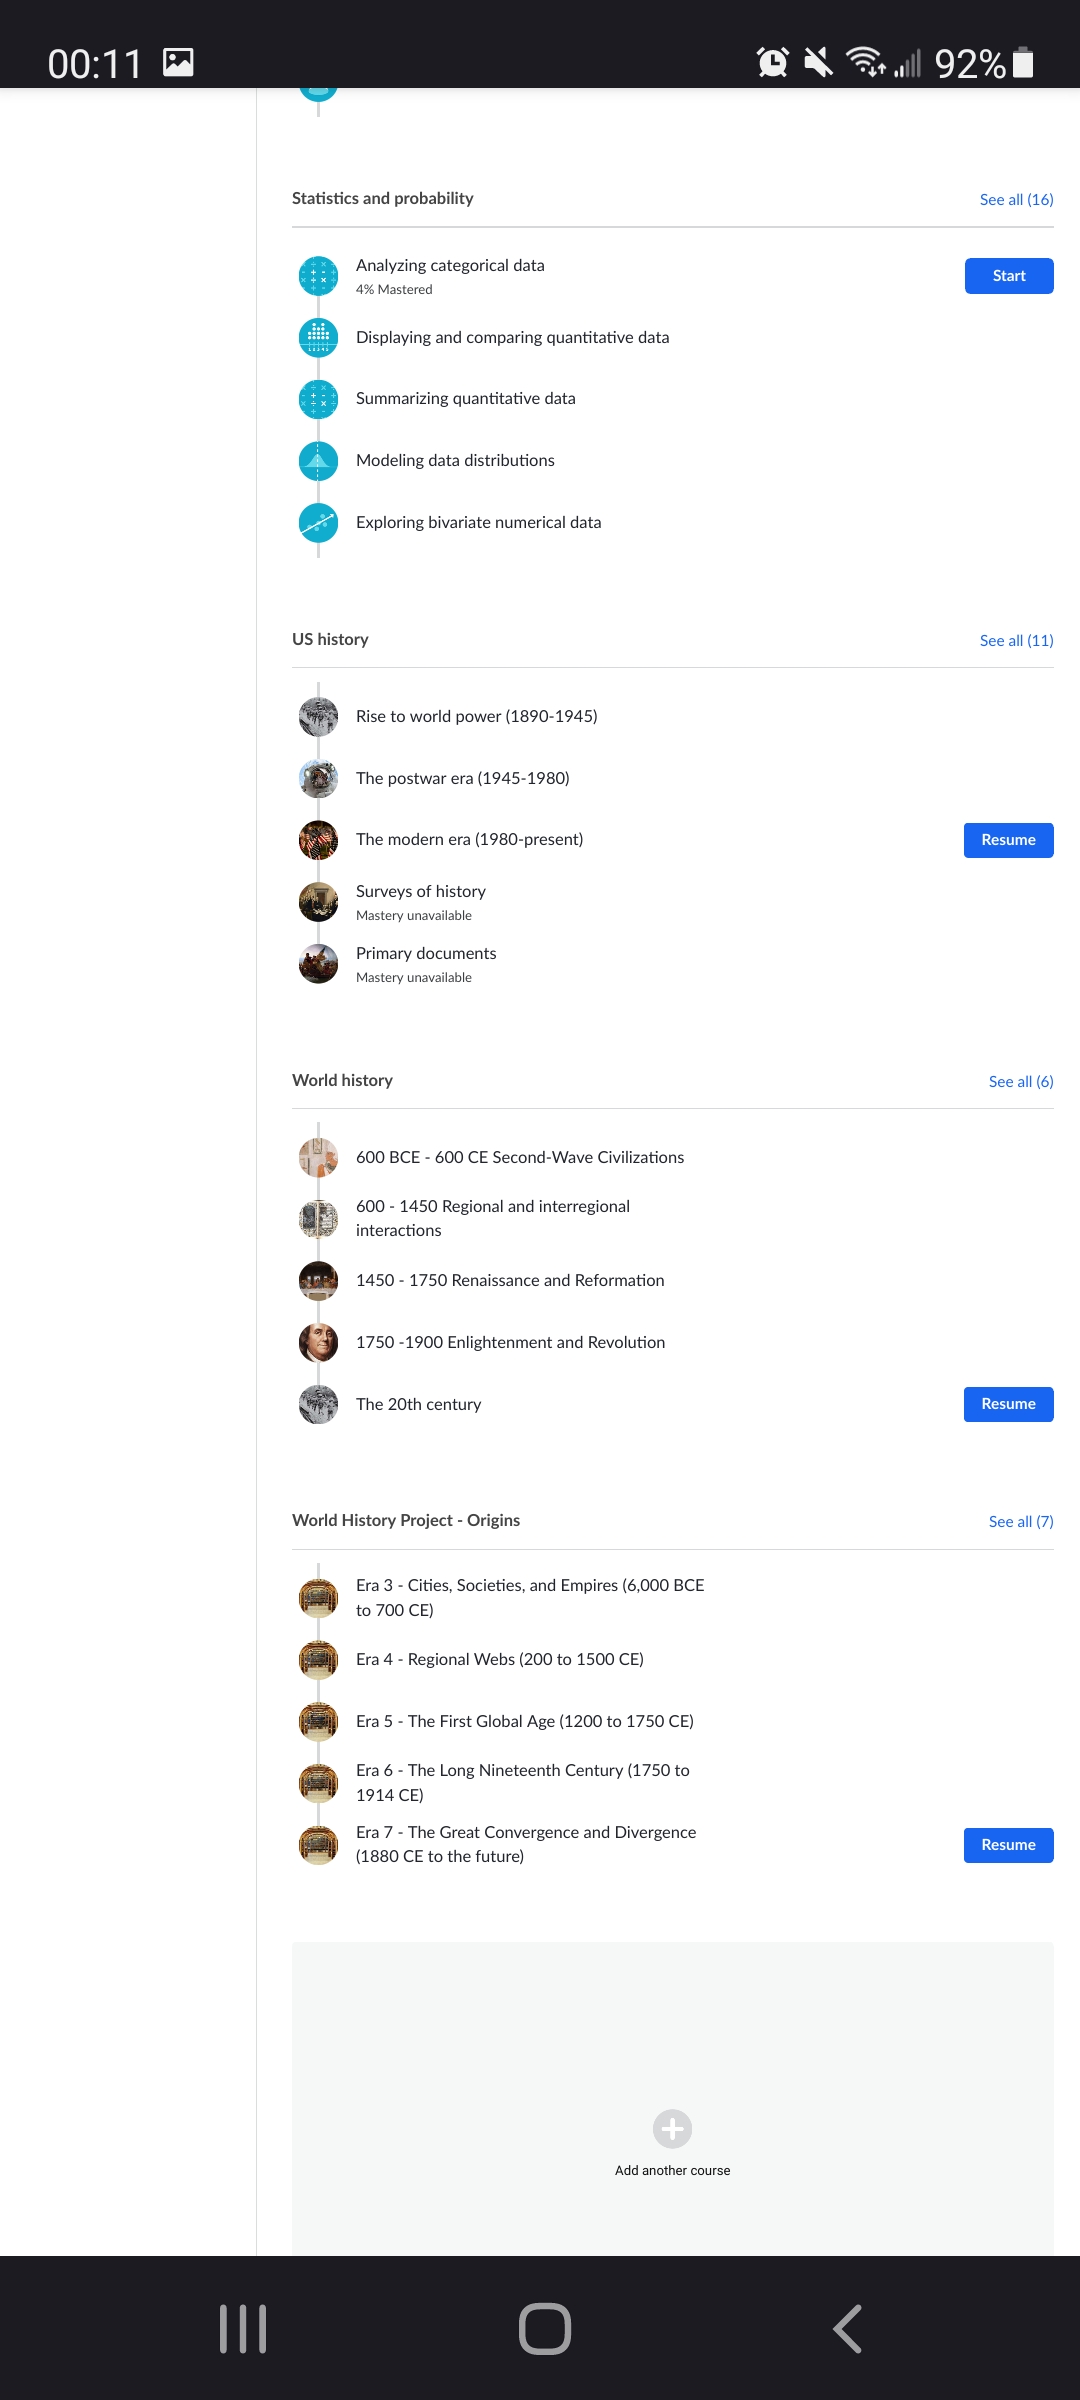 00:11
92%
Statistics and probability
See all (16)
Analyzing categorical data
4% Mastered
Start
Displaying and comparing quantitative data
Summarizing quantitative data
Modeling data distributions
Exploring bivariate numerical data
US history
See all (11)
Rise to world power (1890-1945)
The postwar era (1945-1980)
The modern era (1980-present)
Resume
Surveys of history
Mastery unavailable
Primary documents
Mastery unavailable
World history
See all (6)
600 BCE - 600 CE Second-Wave Civilizations
600 - 1450 Regional and interregional
interactions
1450 - 1750 Renaissance and Reformation
1750 -1900 Enlightenment and Revolution
The 20th century
Resume
World History Project - Origins
See all (7)
Era 3 - Cities, Societies, and Empires (6,000 BCE
to 700 CE)
Era 4 - Regional Webs (200 to 1500 CE)
Era 5 - The First Global Age (1200 to 1750 CE)
Era 6 - The Long Nineteenth Century (1750 to
1914 CE)
Era 7 - The Great Convergence and Divergence
(1880 CE to the future)
Resume
Add another course